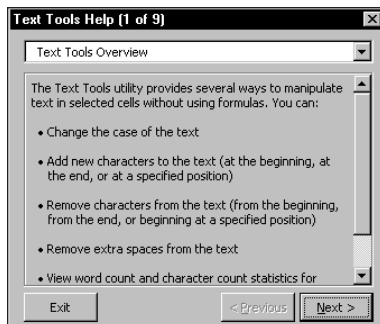 Text Tools Help (1 of 9)
Text Tools Overview
The Text Tools utility provides several ways to manipulate
text in selected cells without using formulas. You can:
• Change the case of the text
• Add new characters to the text (at the beginning, at
the end, or at a specified position)
• Remove characters from the text (from the beginning,
from the end, or beginning at a specified position)
• Remove extra spaces from the text
• View word count and character count statistics for
Exit
< Previous
Next >